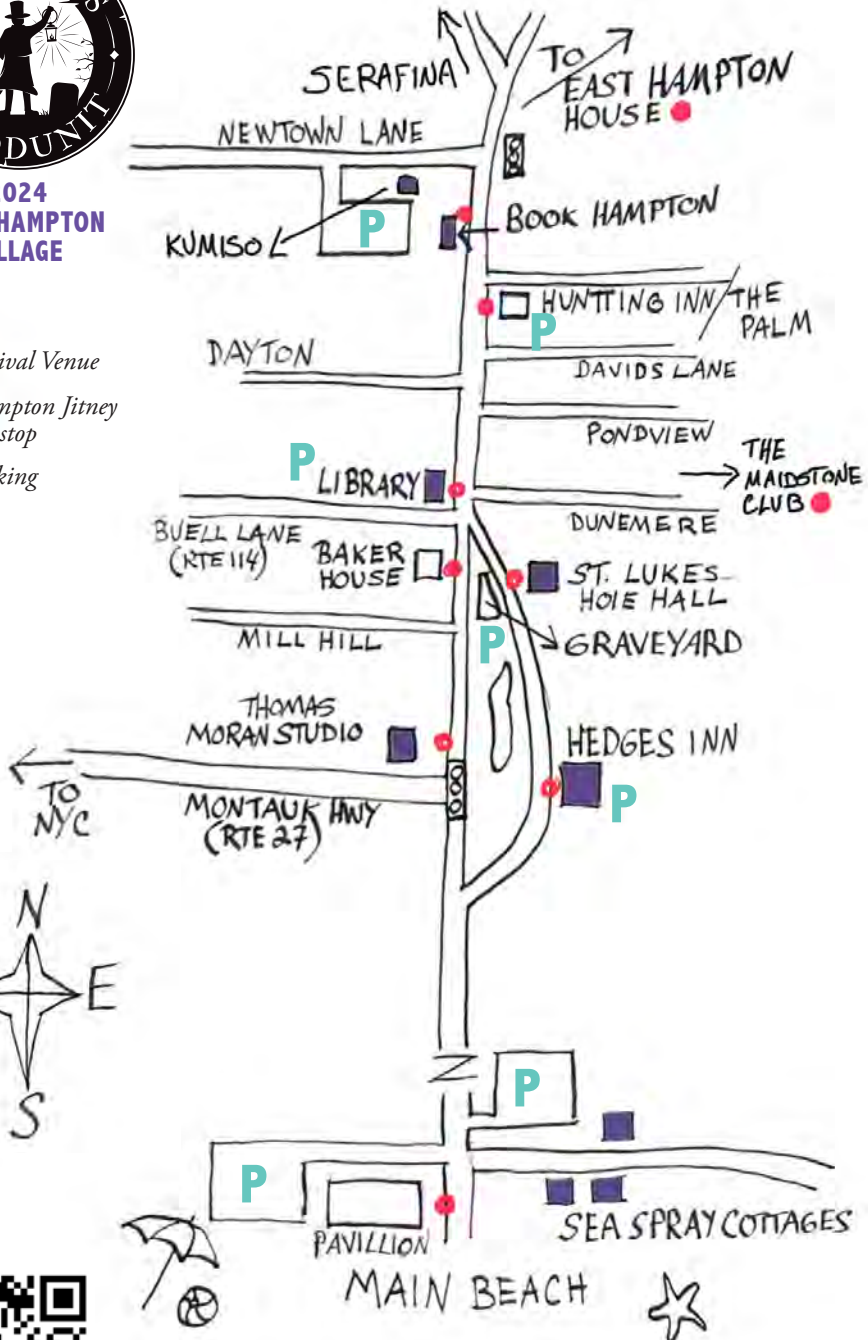 SERAFINA
TO
EAST HAMPTON
HOUSE
NEWTOWN LANE
KUMISO
P
BOOK HAMPTON
HUNTTING INN/THE
PALM
P
DAYTON
DAVIDS LANE
PONDVIEW
P
LIBRARY
THE
MAIDSTONE
CLUB
DUNEMERE
BUELL LANE
(RTE 114)
BAKER
HOUSE
ST. LUKES
HOIE HALL
GRAVEYARD
P
MILL HILL
THOMAS
MORAN STUDIO
HEDGES INN
P
TO
NYC
MONTAUK HWY
(RTE 27)
N
E
S
P
P
PAVILLION
SEA SPRAY COTTAGES
MAIN BEACH
DUNIT
024
HAMPTON
LLAGE
ival Venue
mpton Jitney
stop
king